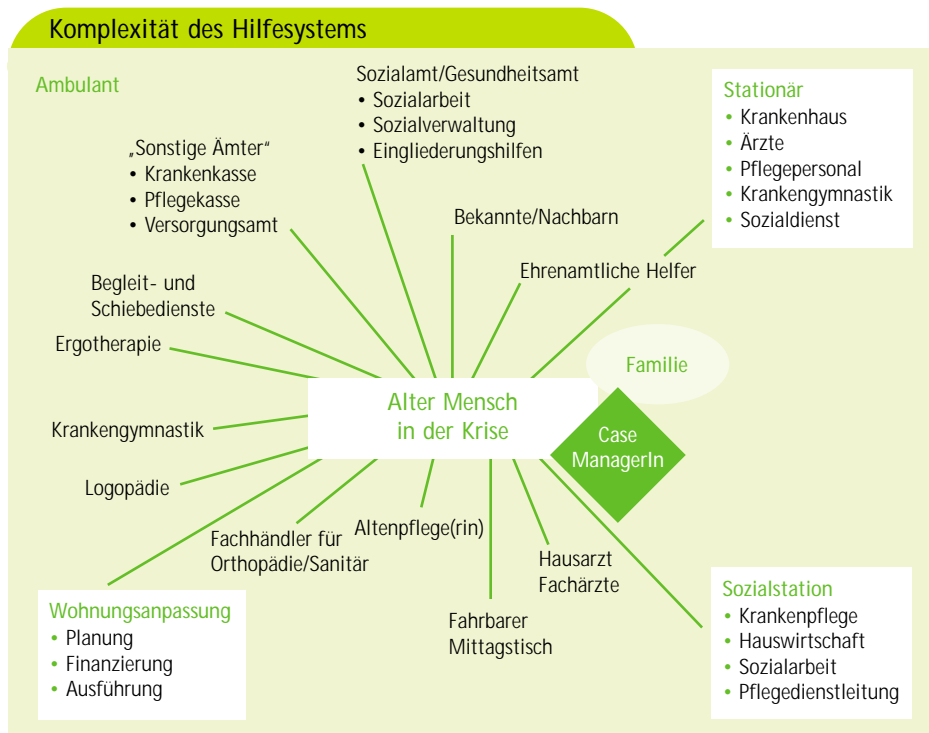 Komplexität des Hilfesystems
Ambulant
Sozialamt/Gesundheitsamt
• Sozialarbeit
• Sozialverwaltung
• Eingliederungshilfen
„Sonstige Ämter“
• Krankenkasse
• Pflegekasse
• Versorgungsamt
Stationär
• Krankenhaus
• Ärzte
• Pflegepersonal
• Krankengymnastik
• Sozialdienst
Bekannte/Nachbarn
Ehrenamtliche Helfer
Begleit- und
Schiebedienste
Ergotherapie
Familie
Alter Mensch
in der Krise
Case
ManagerIn
Krankengymnastik
Logopädie
Fachhändler für
Orthopädie/Sanitär
Altenpflege(rin)
Hausarzt
Fachärzte
Fahrbarer
Mittagstisch
Wohnungsanpassung
• Planung
• Finanzierung
• Ausführung
Sozialstation
• Krankenpflege
• Hauswirtschaft
• Sozialarbeit
• Pflegedienstleitung